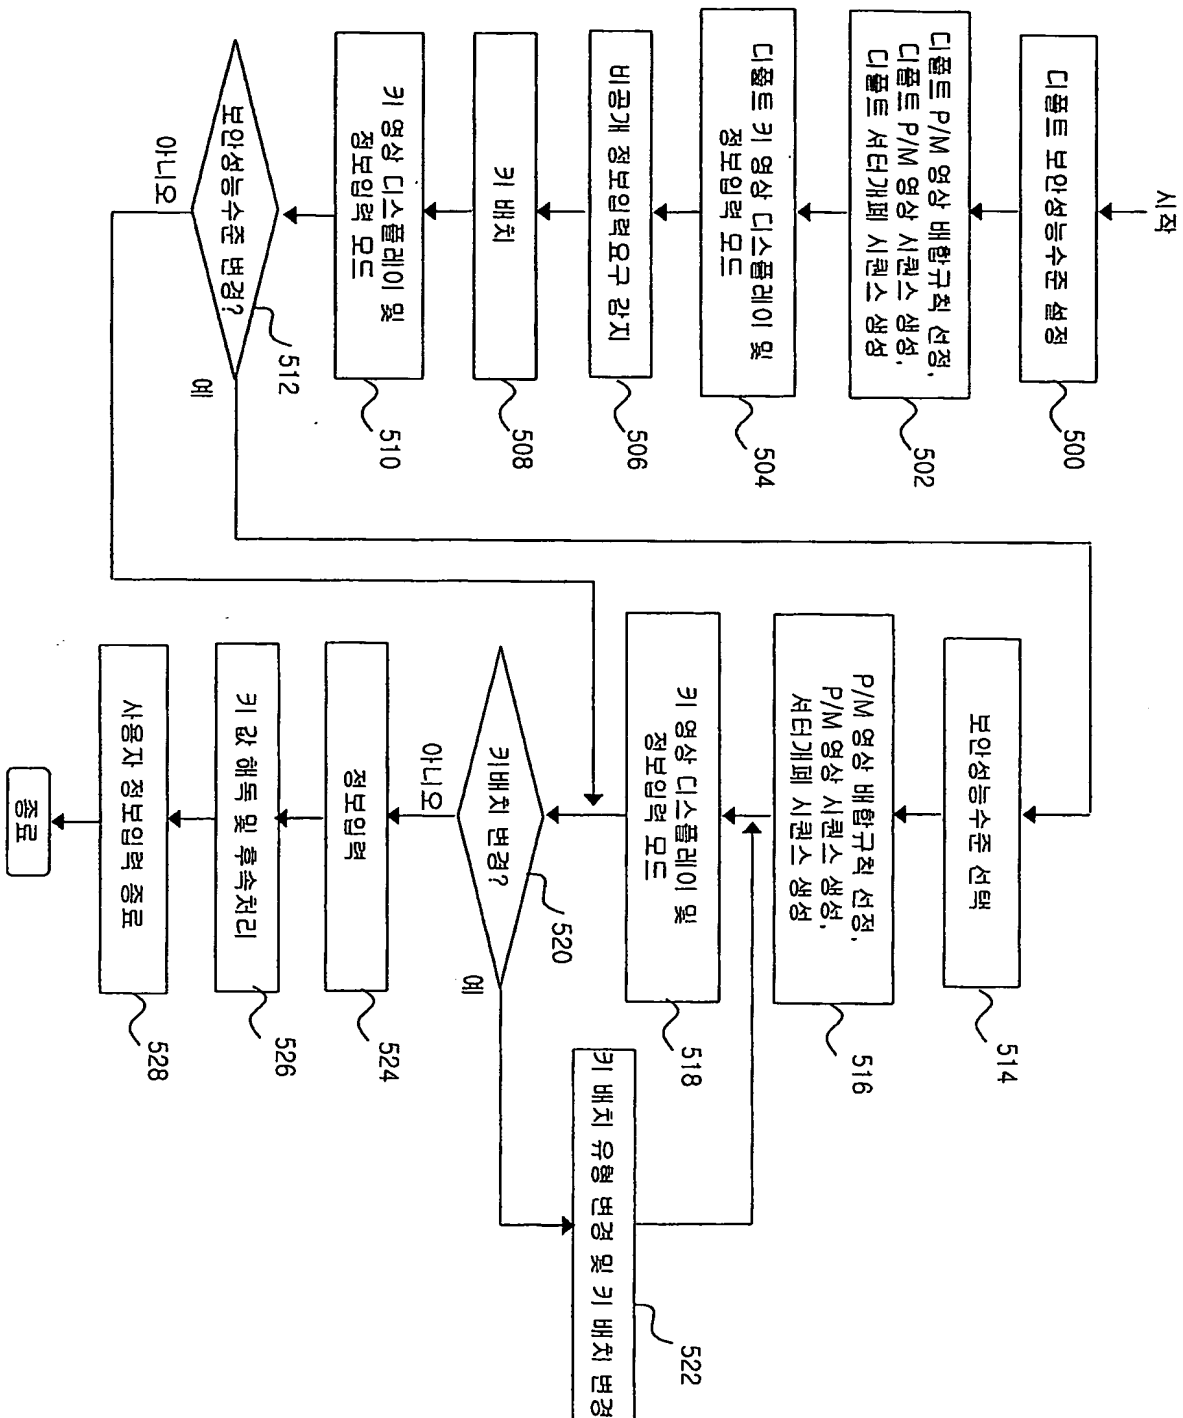 시작
디폴트 보안성능수준 설정
500
디폴트 P/M 영상 배합규칙 선정,
디폴트 P/M 영상 시퀀스 생성,
디폴트 셔터개폐 시퀀스 생성
502
디폴트 키 영상 디스플레이 및
정보입력 모드
504
비공개 정보입력요구 감지
506
키 배치
508
키 영상 디스플레이 및
정보입력 모드
510
보안성능수준 변경?
512
예
아니오
보안성능수준 선택
514
P/M 영상 배합규칙 선정,
P/M 영상 시퀀스 생성,
셔터개폐 시퀀스 생성
516
키 영상 디스플레이 및
정보입력 모드
518
키배치 변경?
520
예
아니오
키 배치 유형 변경 및 키 배치 변경
522
정보입력
524
키 값 해독 및 후속처리
526
사용자 정보입력 종료
528
종료